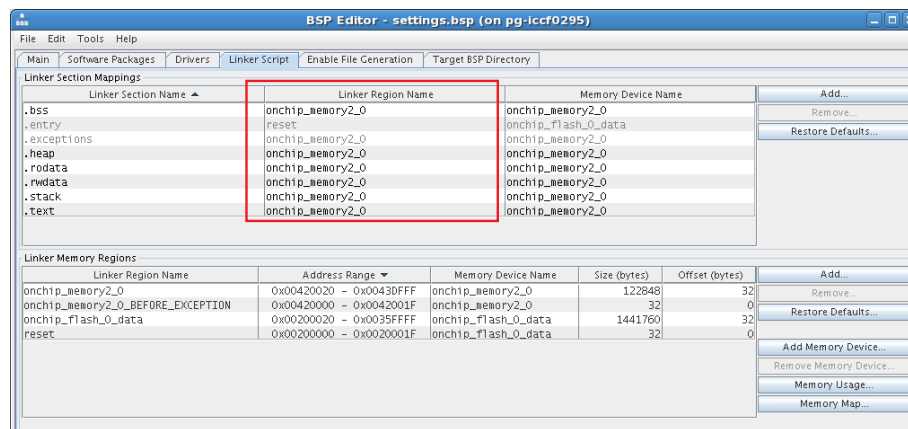 BSP Editor - settings.bsp (on pg-iccf0295)
File Edit Tools Help
Main Software Packages Drivers Linker Script Enable File Generation Target BSP Directory
Linker Section Mappings
Linker Section Name Linker Region Name Memory Device Name Add...
.bss onchip_memory2_0 onchip_memory2_0
Remove...
.entry reset onchip_flash_0_data
Restore Defaults...
.exceptions onchip_memory2_0 onchip_memory2_0
.heap onchip_memory2_0 onchip_memory2_0
.rodata onchip_memory2_0 onchip_memory2_0
.rwdata onchip_memory2_0 onchip_memory2_0
.stack onchip_memory2_0 onchip_memory2_0
.text onchip_memory2_0 onchip_memory2_0
Linker Memory Regions
Linker Region Name Address Range Memory Device Name Size (bytes) Offset (bytes) Add...
onchip_memory2_0 0x00420020 - 0x0043DFFF onchip_memory2_0 122848 32
Remove...
onchip_memory2_0_BEFORE_EXCEPTION 0x00420000 - 0x0042001F onchip_memory2_0 32 0
Restore Defaults...
onchip_flash_0_data 0x00200020 - 0x0035FFFF onchip_flash_0_data 1441760 32
reset 0x00200000 - 0x0020001F onchip_flash_0_data 32 0
Add Memory Device...
Remove Memory Device...
Memory Usage...
Memory Map...